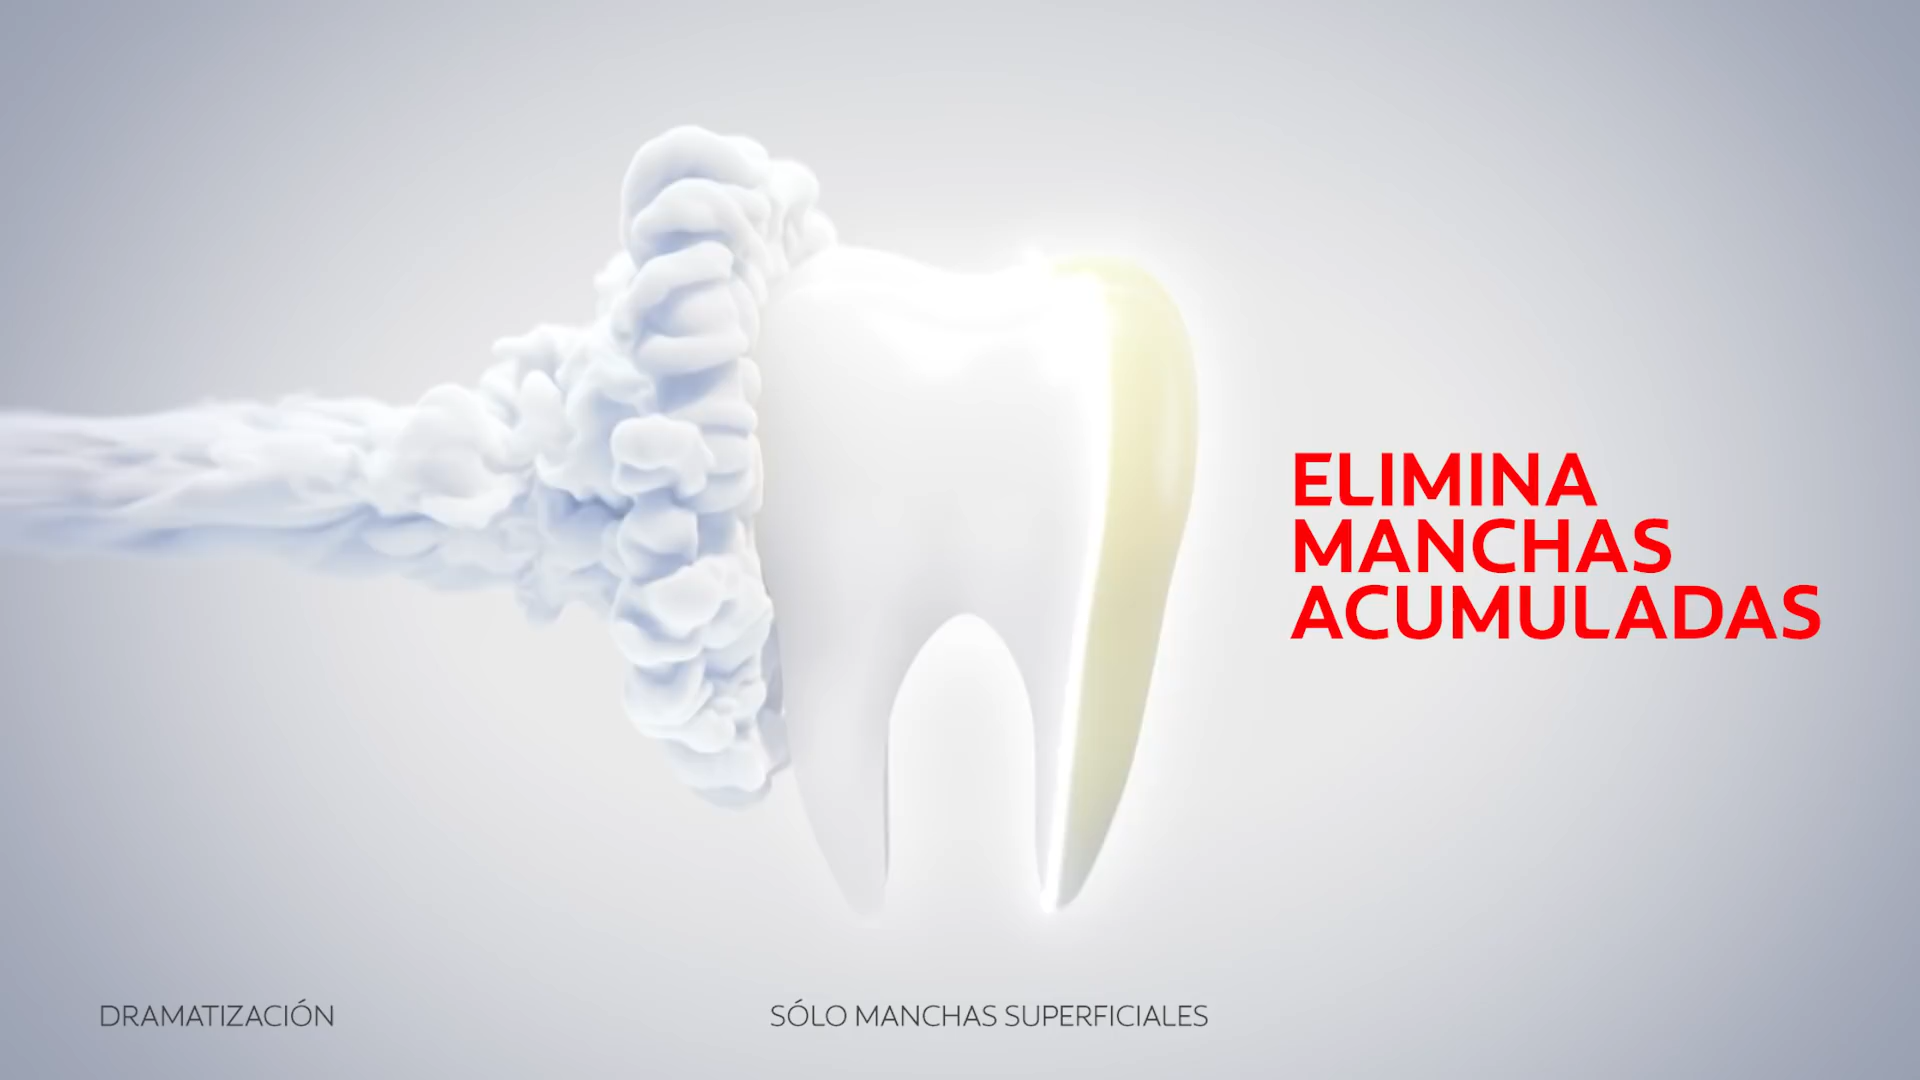 ELIMINA
MANCHAS
ACUMULADAS
DRAMATIZACIÓN
SÓLO MANCHAS SUPERFICIALES